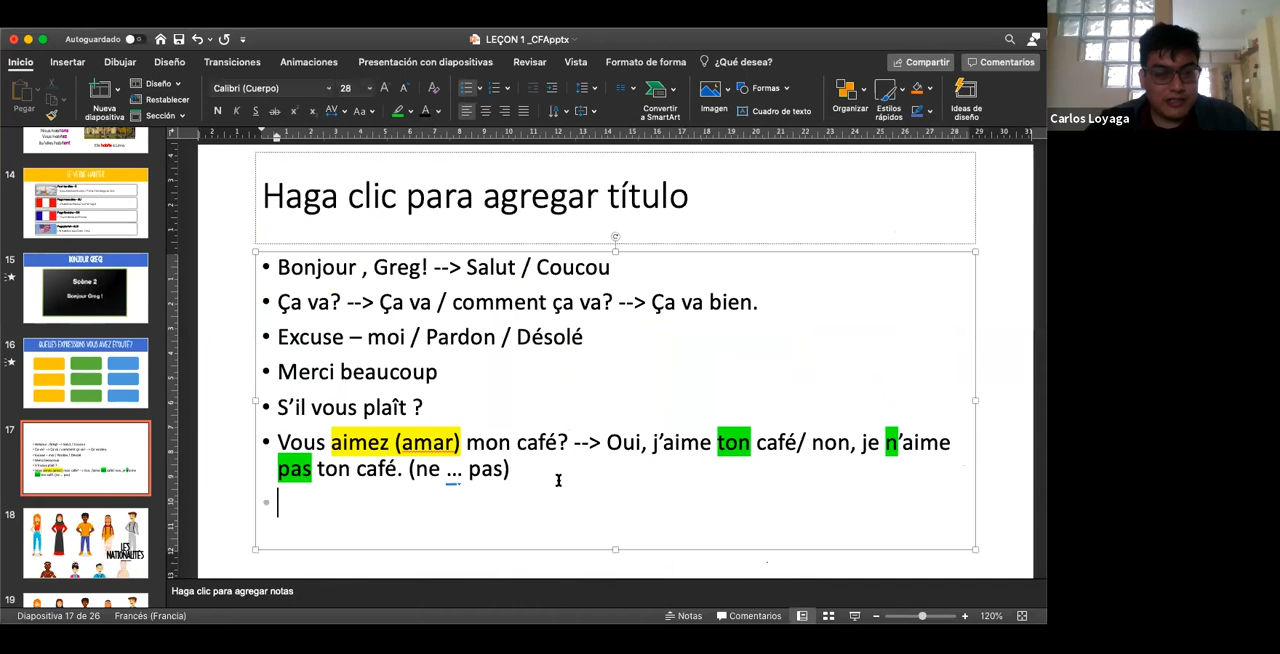 Autoguardado
LEÇON 1 _CFApptx
Inicio Insertar Dibujar Diseño Transiciones Animaciones Presentación con diapositivas Revisar Vista Formato de forma ¿Qué desea? Compartir Comentarios
Pegar
Nueva diapositiva
Diseño
Restablecer
Sección
Calibri (Cuerpo) 28
N K S ab
Convertir a SmartArt
Imagen
Formas
Cuadro de texto
Organizar
Estilos rápidos
Ideas de diseño
Carlos Loyaga
14
LE VERBE HABITER
15
BONJOUR GREG
Scène 2
Bonjour Greg !
16
QUELLES EXPRESSIONS VOUS AVEZ ÉCOUTÉ?
17
18
LES NATIONALITÉS
19
Haga clic para agregar título
• Bonjour , Greg! --> Salut / Coucou
• Ça va? --> Ça va / comment ça va? --> Ça va bien.
• Excuse – moi / Pardon / Désolé
• Merci beaucoup
• S’il vous plaît ?
• Vous aimez (amar) mon café? --> Oui, j’aime ton café/ non, je n’aime
pas ton café. (ne … pas)
Haga clic para agregar notas
Diapositiva 17 de 26 Francés (Francia) Notas Comentarios 120%